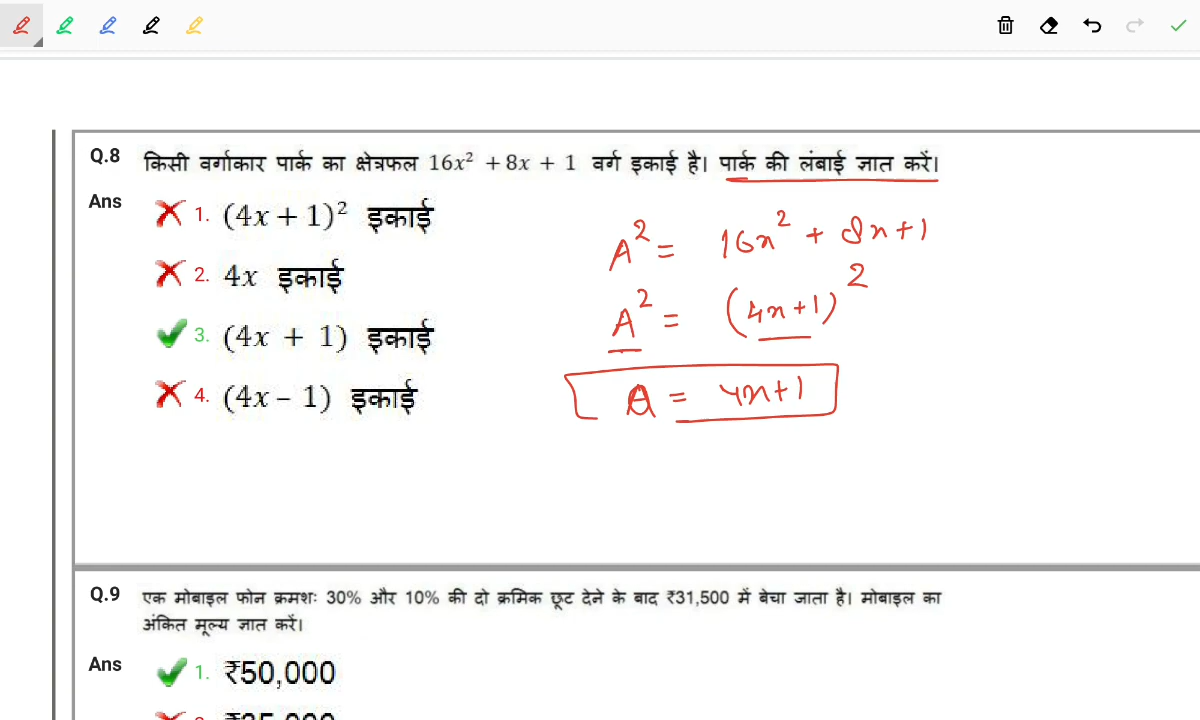 Q.8 किसी वर्गाकार पार्क का क्षेत्रफल 16x² + 8x + 1 वर्ग इकाई है। पार्क की लंबाई ज्ञात करें।
Ans 1. (4x + 1)² इकाई
2. 4x इकाई
3. (4x + 1) इकाई
4. (4x – 1) इकाई
A² = 16x² + 8x+1
A² = (4x+1)²
A = 4x+1
Q.9 एक मोबाइल फोन क्रमशः 30% और 10% की दो क्रमिक छूट देने के बाद ₹31,500 में बेचा जाता है। मोबाइल का
अंकित मूल्य ज्ञात करें।
Ans 1. ₹50,000